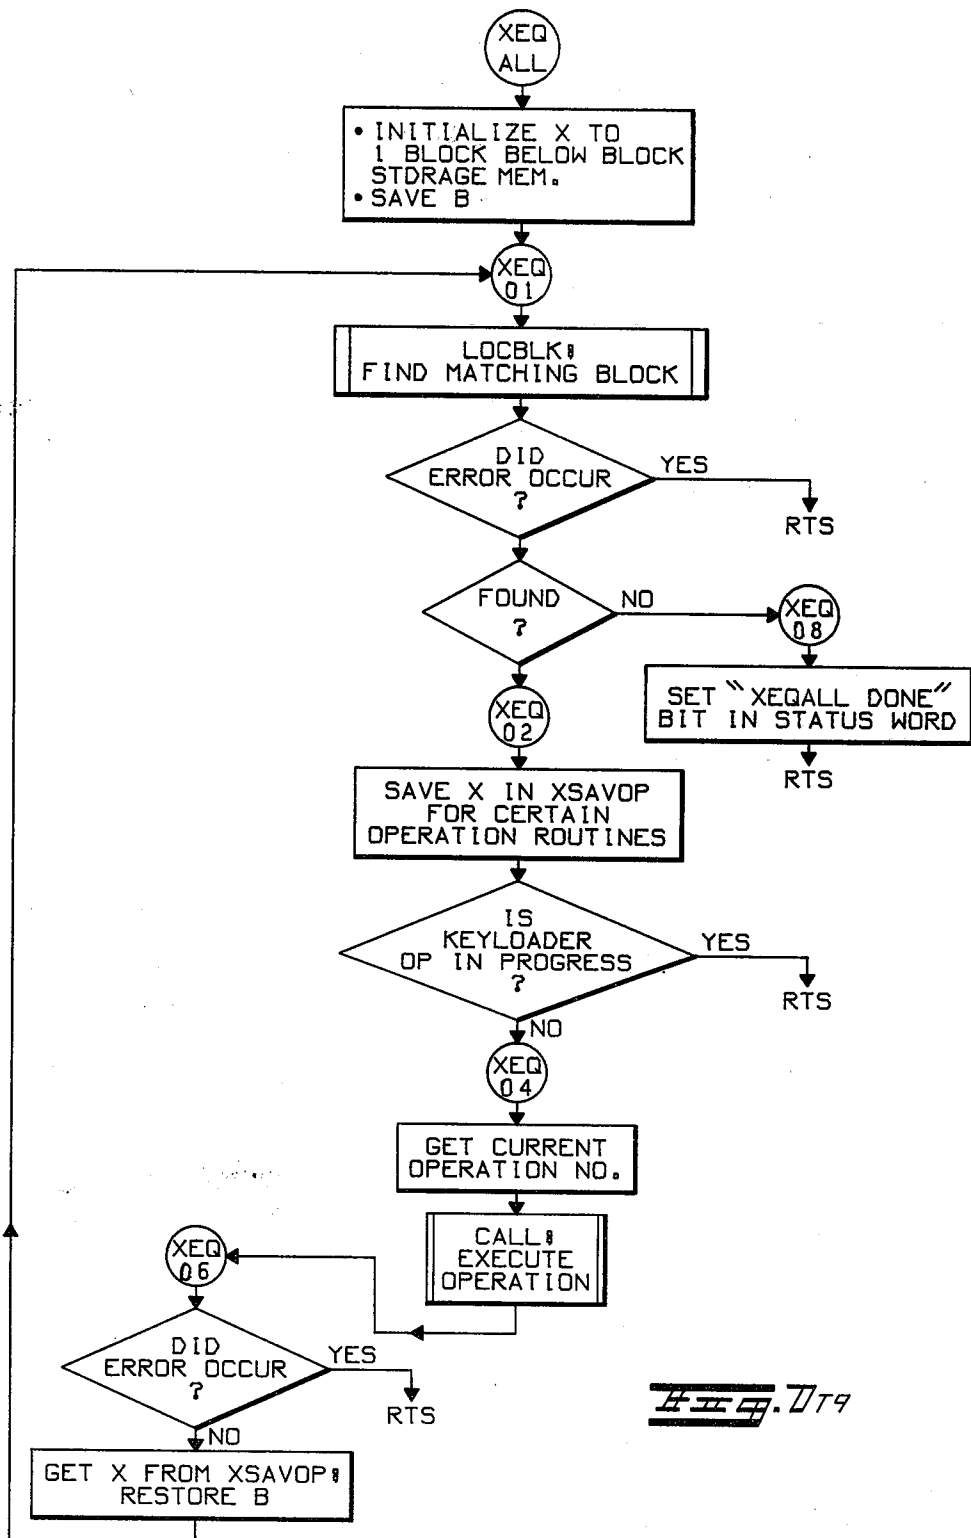 XEQ
ALL
• INITIALIZE X TO
1 BLOCK BELOW BLOCK
STORAGE MEM.
• SAVE B
XEQ
01
LOCBLK:
FIND MATCHING BLOCK
DID
ERROR OCCUR
?
YES
RTS
FOUND
?
NO
XEQ
08
SET "XEQALL DONE"
BIT IN STATUS WORD
RTS
XEQ
02
SAVE X IN XSAVOP
FOR CERTAIN
OPERATION ROUTINES
IS
KEYLOADER
OP IN PROGRESS
?
YES
RTS
NO
XEQ
04
GET CURRENT
OPERATION NO.
CALL:
EXECUTE
OPERATION
XEQ
06
DID
ERROR OCCUR
?
YES
RTS
NO
GET X FROM XSAVOP:
RESTORE B
Fig. DT9